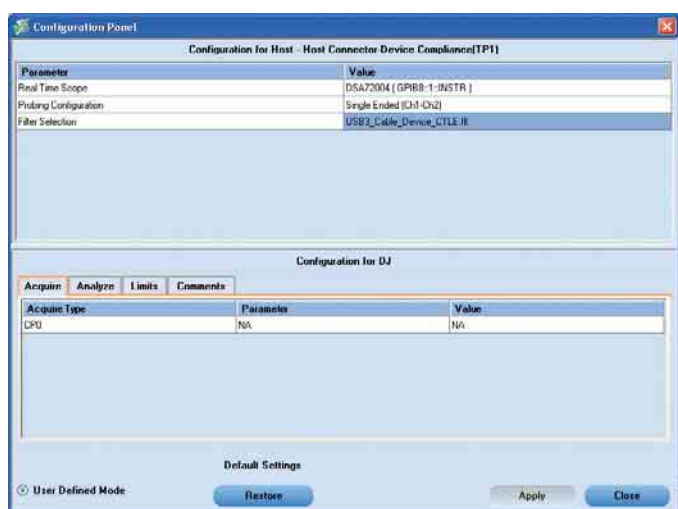 Configuration Panel
Configuration for Host - Host Connector-Device Compliance(TP1)
Parameter Value
Real Time Scope DSA72004 ( GPIB8::1::INSTR )
Probing Configuration Single Ended (Ch1-Ch2)
Filter Selection USB3_Cable_Device_CTLE.flt
Configuration for DJ
Acquire Analyze Limits Comments
Acquire Type Parameter Value
CP0 NA NA
Default Settings
User Defined Mode Restore Apply Close